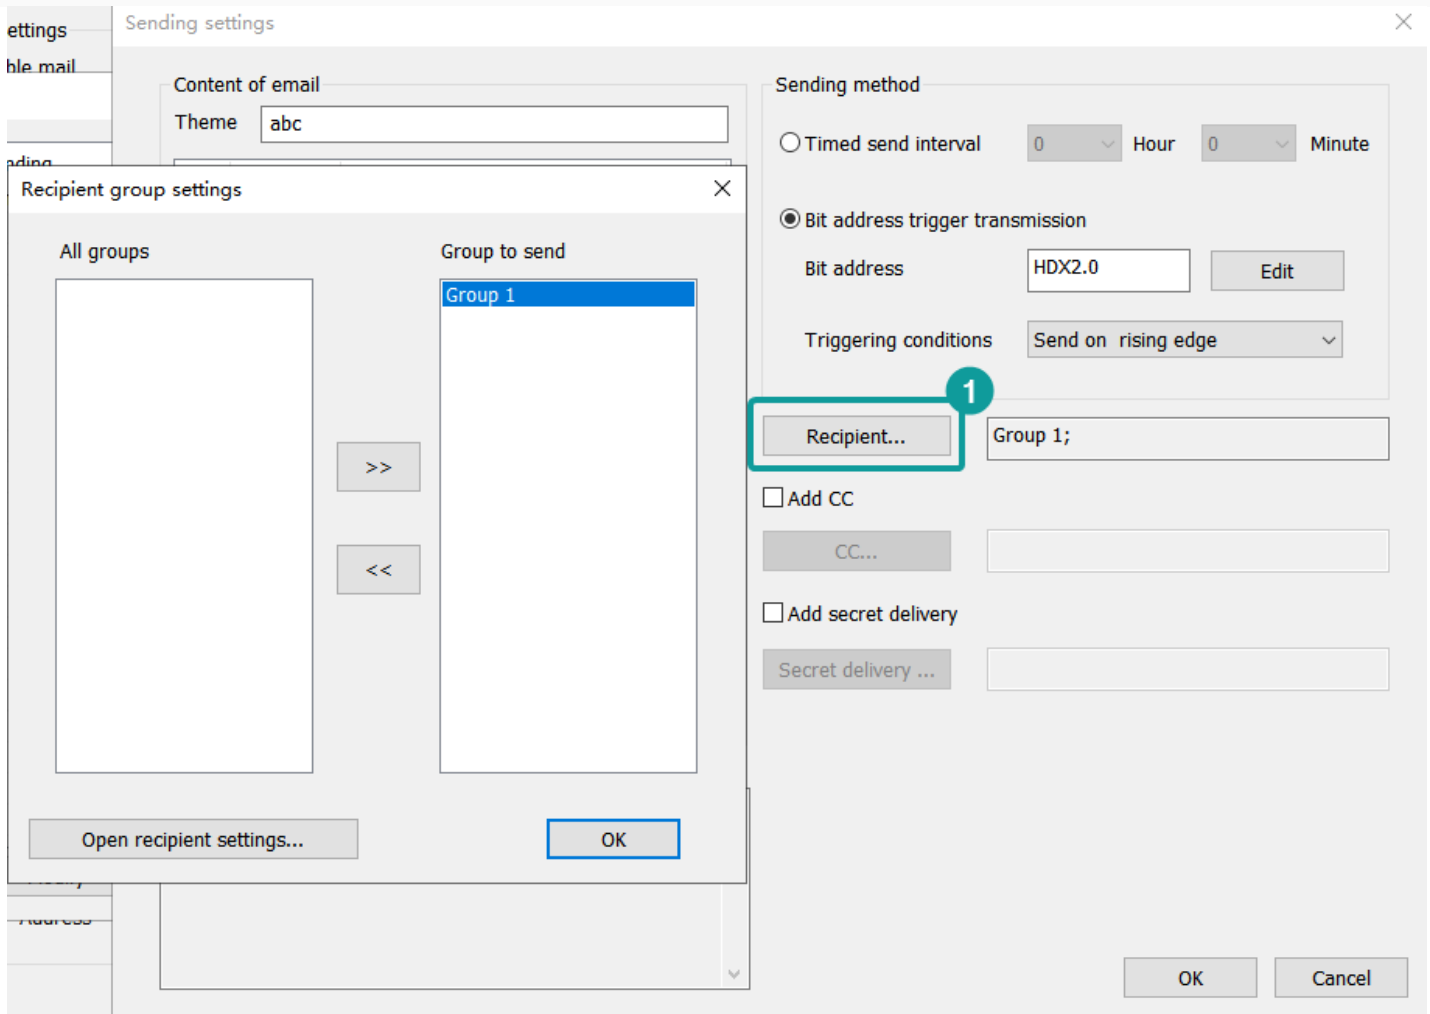 ettings
Sending settings
ble mail
Content of email
Theme
abc
nding
Recipient group settings
All groups
Group to send
Group 1
>>
<<
Open recipient settings...
OK
Modify
Address
Sending method
Timed send interval
0
Hour
0
Minute
Bit address trigger transmission
Bit address
HDX2.0
Edit
Triggering conditions
Send on  rising edge
1
Recipient...
Group 1;
Add CC
CC...
Add secret delivery
Secret delivery ...
OK
Cancel